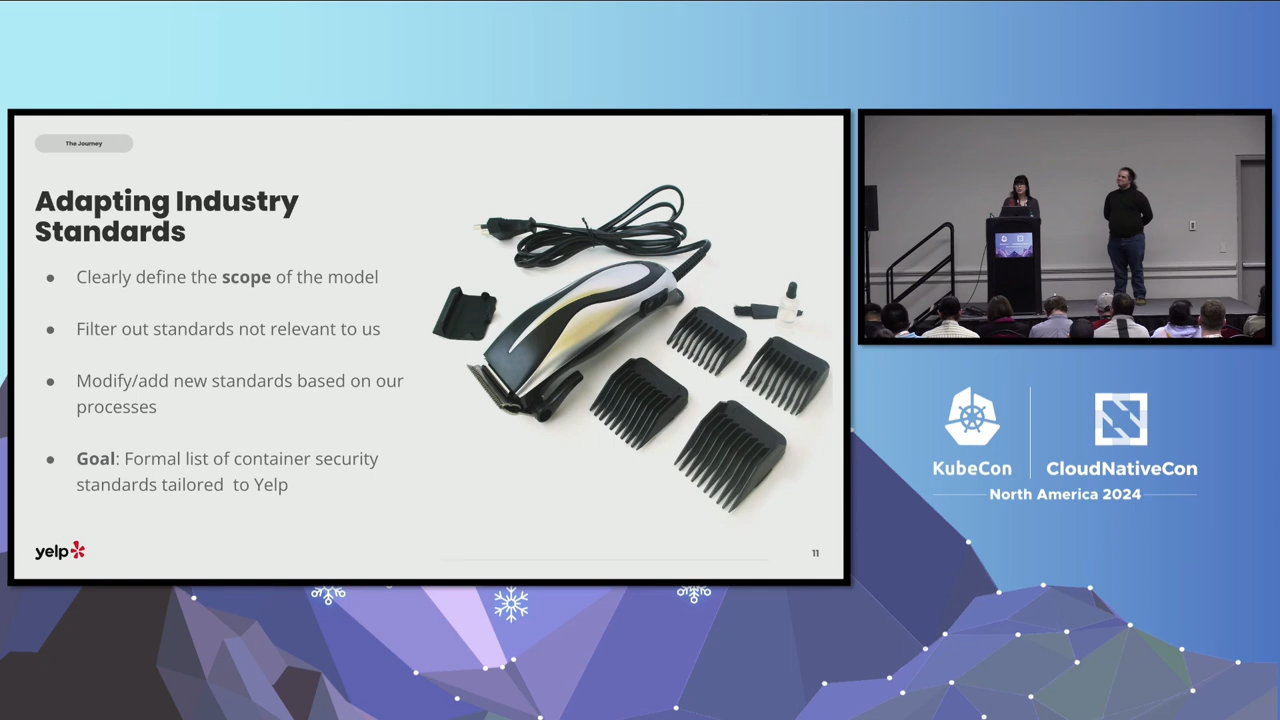 The Journey
Adapting Industry
Standards
● Clearly define the scope of the model
● Filter out standards not relevant to us
● Modify/add new standards based on our
processes
● Goal: Formal list of container security
standards tailored to Yelp
yelp
11
KubeCon
CloudNativeCon
North America 2024